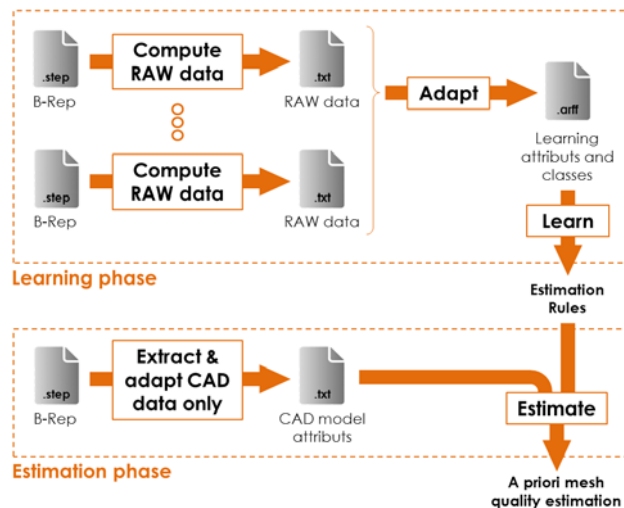 Compute
RAW data
.step
.txt
B-Rep
RAW data
Adapt
.arff
Learning
attributs and
classes
Compute
RAW data
.step
.txt
B-Rep
RAW data
Learn
Learning phase
Estimation
Rules
Extract &
adapt CAD
data only
.step
.txt
B-Rep
CAD model
attributs
Estimate
Estimation phase
A priori mesh
quality estimation